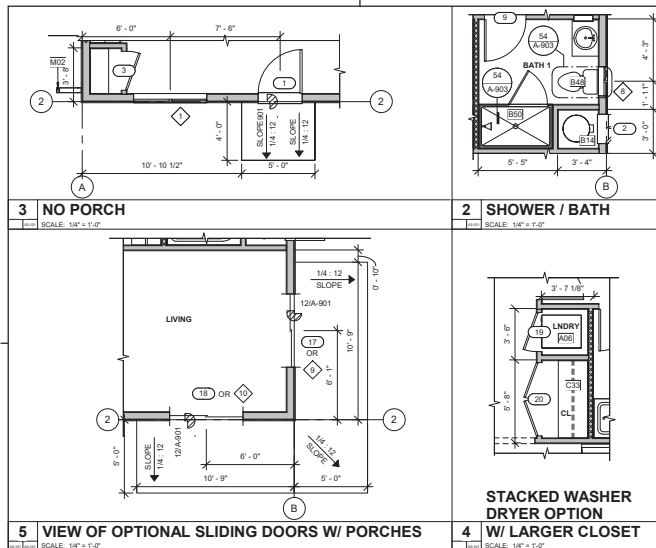 6' - 0"
7' - 6"
M02
3' - 8"
3
1
2
2
1
4' - 0"
SLOPE901
1/4 : 12
SLOPE
1/4 : 12
10' - 10 1/2"
5' - 0"
A
3 NO PORCH
SCALE: 1/4" = 1'-0"
9
54
A-903
BATH 1
54
A-903
B48
8
B50
B14
2
4' - 3"
1' - 11"
3' - 0"
5' - 5"
3' - 4"
B
2 SHOWER / BATH
SCALE: 1/4" = 1'-0"
LIVING
1/4 : 12
SLOPE
0' - 10"
12/A-901
17
OR
9
10' - 9"
6' - 1"
18 OR 10
2
2
5' - 0"
SLOPE
1/4 : 12
12/A-901
6' - 0"
1/4 : 12
SLOPE
10' - 9"
5' - 0"
B
5 VIEW OF OPTIONAL SLIDING DOORS W/ PORCHES
SCALE: 1/4" = 1'-0"
3' - 7 1/8"
3' - 6"
19
LNDRY
A06
C33
5' - 8"
20
CL
STACKED WASHER
DRYER OPTION
4 W/ LARGER CLOSET
SCALE: 1/4" = 1'-0"